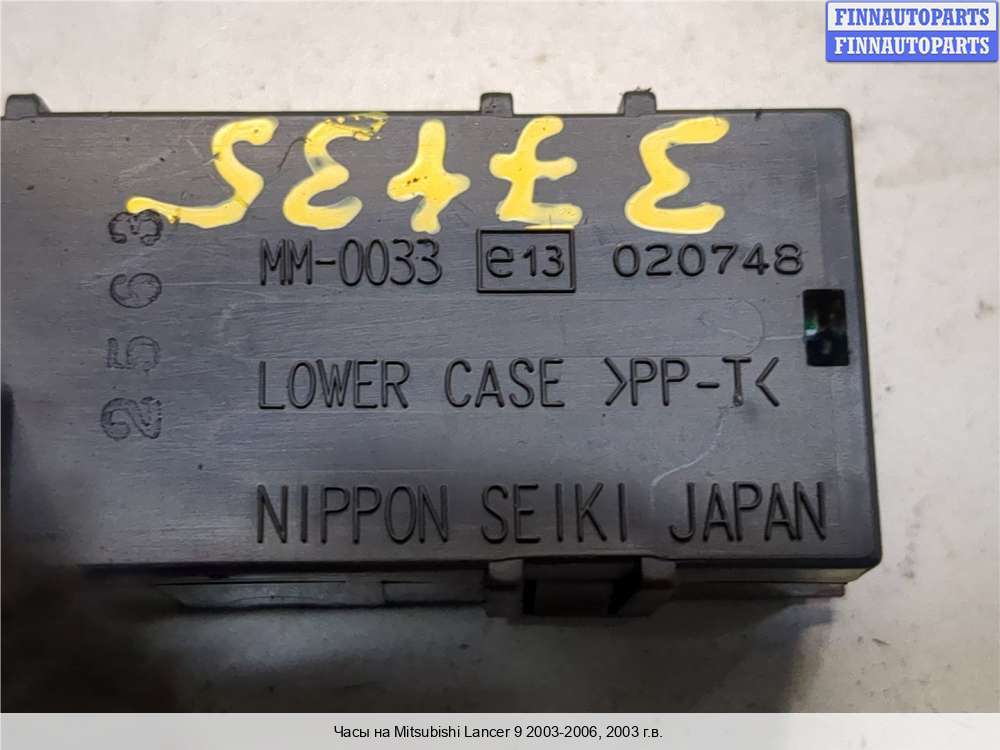 FINNAUTOPARTS
FINNAUTOPARTS
2563
MM-0033 e13 020748
LOWER CASE >PP-T<
NIPPON SEIKI JAPAN
Часы на Mitsubishi Lancer 9 2003-2006, 2003 г.в.